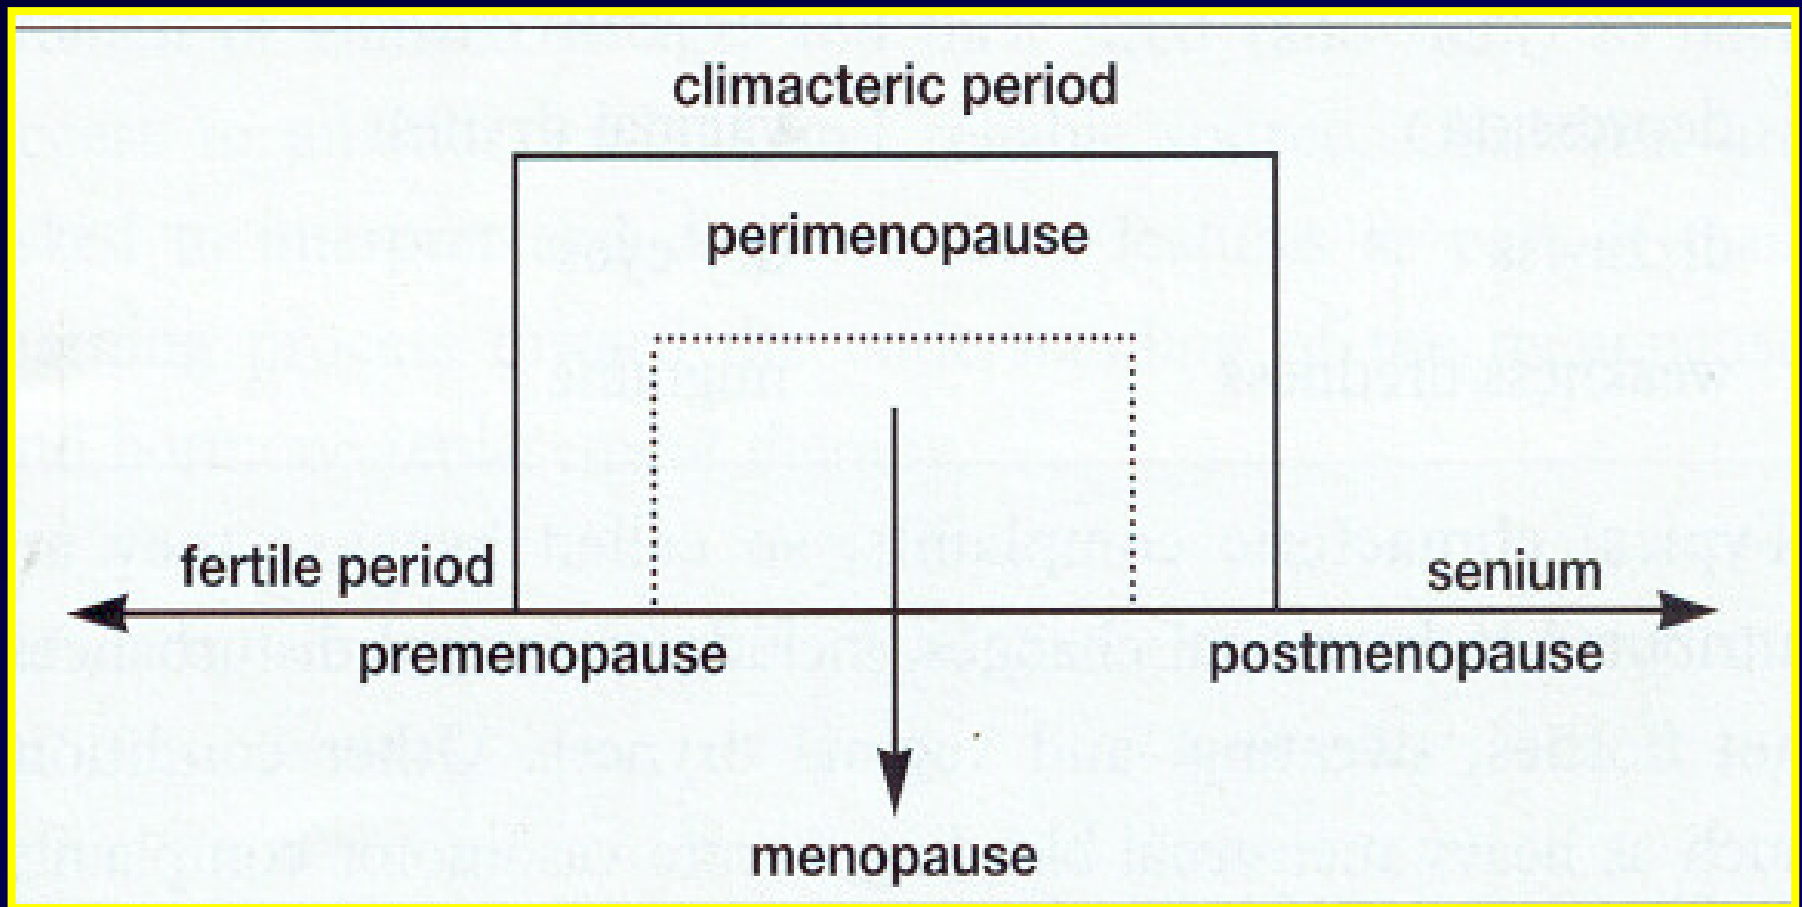 climacteric period
perimenopause
fertile period
senium
premenopause
postmenopause
menopause